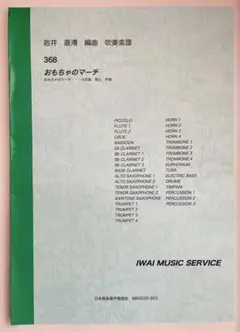 岩井 直溥 編曲 吹奏楽譜
368
おもちゃのマーチ
PICCOLO
FLUTE 1
FLUTE 2
OBOE
BASSOON
Eb CLARINET
Bb CLARINET 1
Bb CLARINET 2
Bb CLARINET 3
BASS CLARINET
ALTO SAXOPHONE 1
ALTO SAXOPHONE 2
TENOR SAXOPHONE 1
TENOR SAXOPHONE 2
BARITONE SAXOPHONE
TRUMPET 1
TRUMPET 2
TRUMPET 3
TRUMPET 4
HORN 1
HORN 2
HORN 3
HORN 4
TROMBONE 1
TROMBONE 2
TROMBONE 3
TROMBONE 4
EUPHONIUM
TUBA
ELECTRIC BASS
DRUMS
TIMPANI
PERCUSSION 1
PERCUSSION 2
PERCUSSION 3
IWAI MUSIC SERVICE